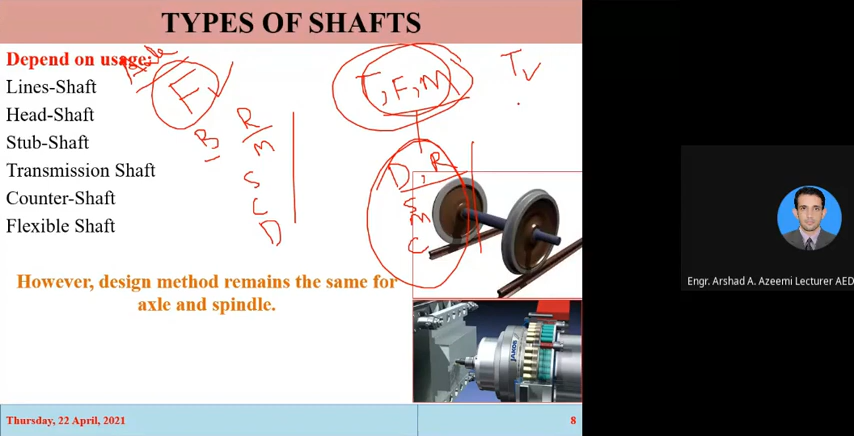 TYPES OF SHAFTS
Depend on usage:
Axle
F
T, F, M
T
Lines-Shaft
Head-Shaft
Stub-Shaft
Transmission Shaft
Counter-Shaft
Flexible Shaft
B
R/M
S
C
D
D, R
S
M
C
However, design method remains the same for
axle and spindle.
Engr. Arshad A. Azeemi Lecturer AED
Thursday, 22 April, 2021
8